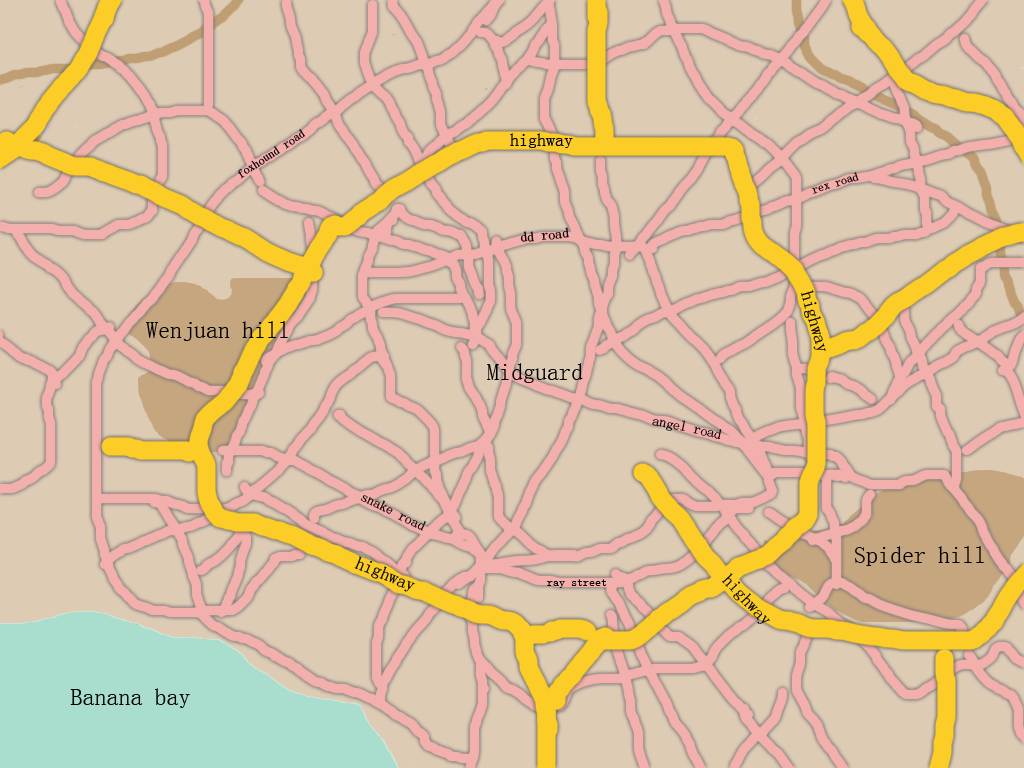 highway
foxhound road
rex road
dd road
Wenjuan hill
highway
Midguard
angel road
snake road
highway
Spider hill
ray street
highway
Banana bay